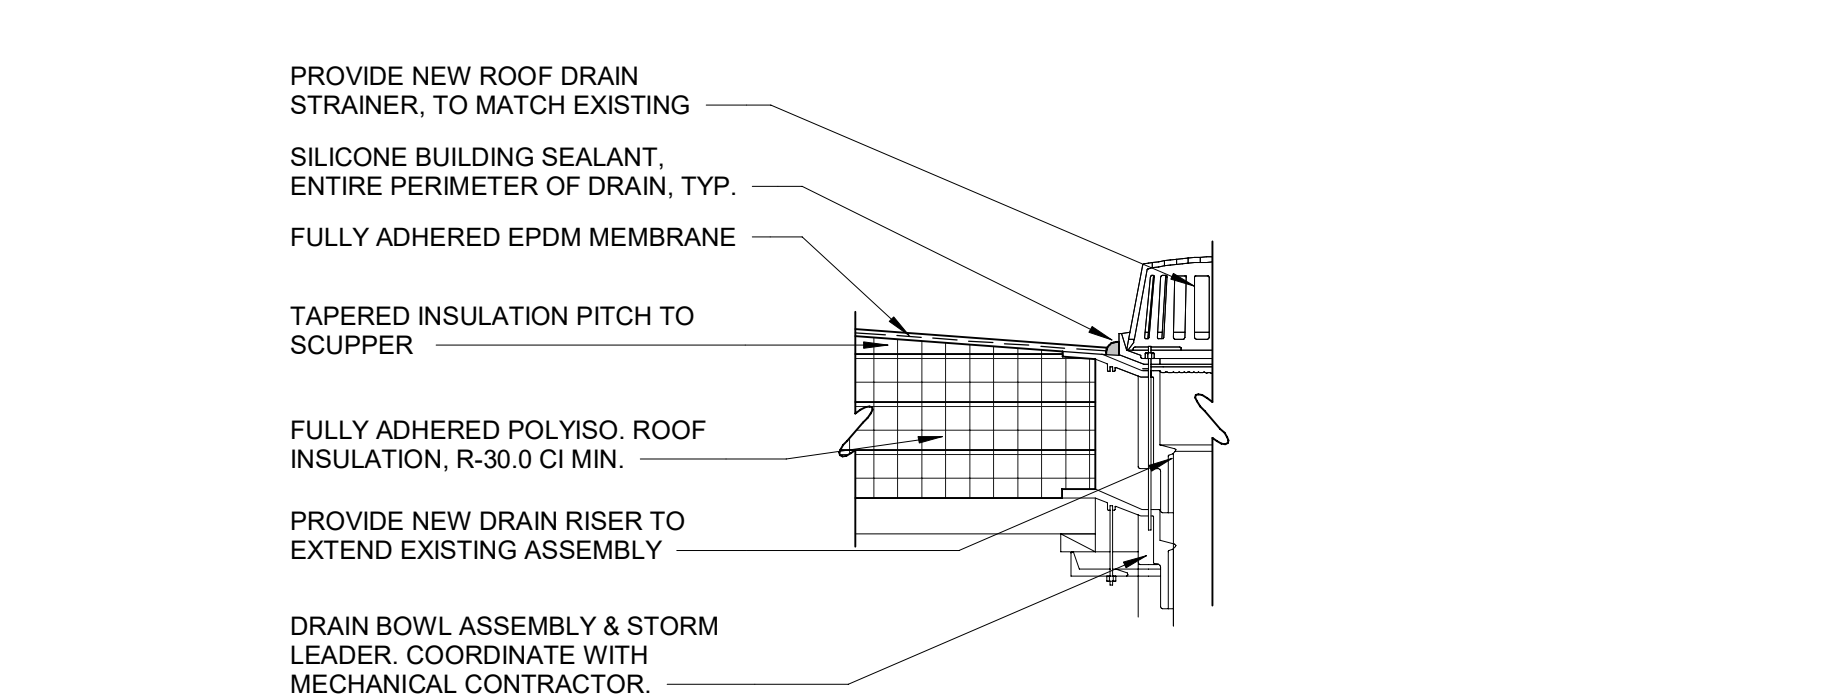 PROVIDE NEW ROOF DRAIN
STRAINER, TO MATCH EXISTING
SILICONE BUILDING SEALANT,
ENTIRE PERIMETER OF DRAIN, TYP.
FULLY ADHERED EPDM MEMBRANE
TAPERED INSULATION PITCH TO
SCUPPER
FULLY ADHERED POLYISO. ROOF
INSULATION, R-30.0 CI MIN.
PROVIDE NEW DRAIN RISER TO
EXTEND EXISTING ASSEMBLY
DRAIN BOWL ASSEMBLY & STORM
LEADER. COORDINATE WITH
MECHANICAL CONTRACTOR.